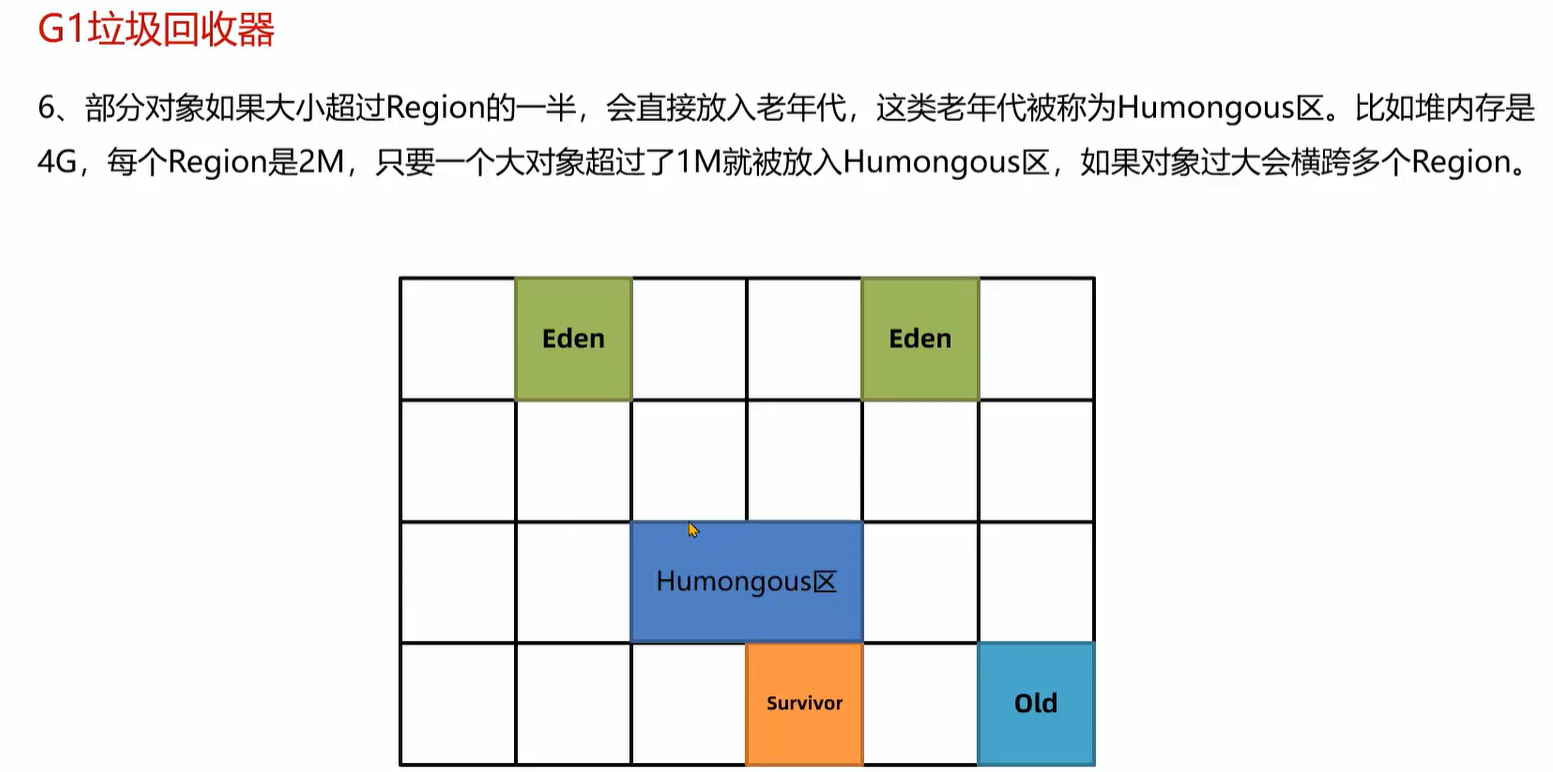 G1垃圾回收器
6、部分对象如果大小超过Region的一半，会直接放入老年代，这类老年代被称为Humongous区。比如堆内存是
4G，每个Region是2M，只要一个大对象超过了1M就被放入Humongous区，如果对象过大会横跨多个Region。
Eden
Eden
Humongous区
Survivor
Old